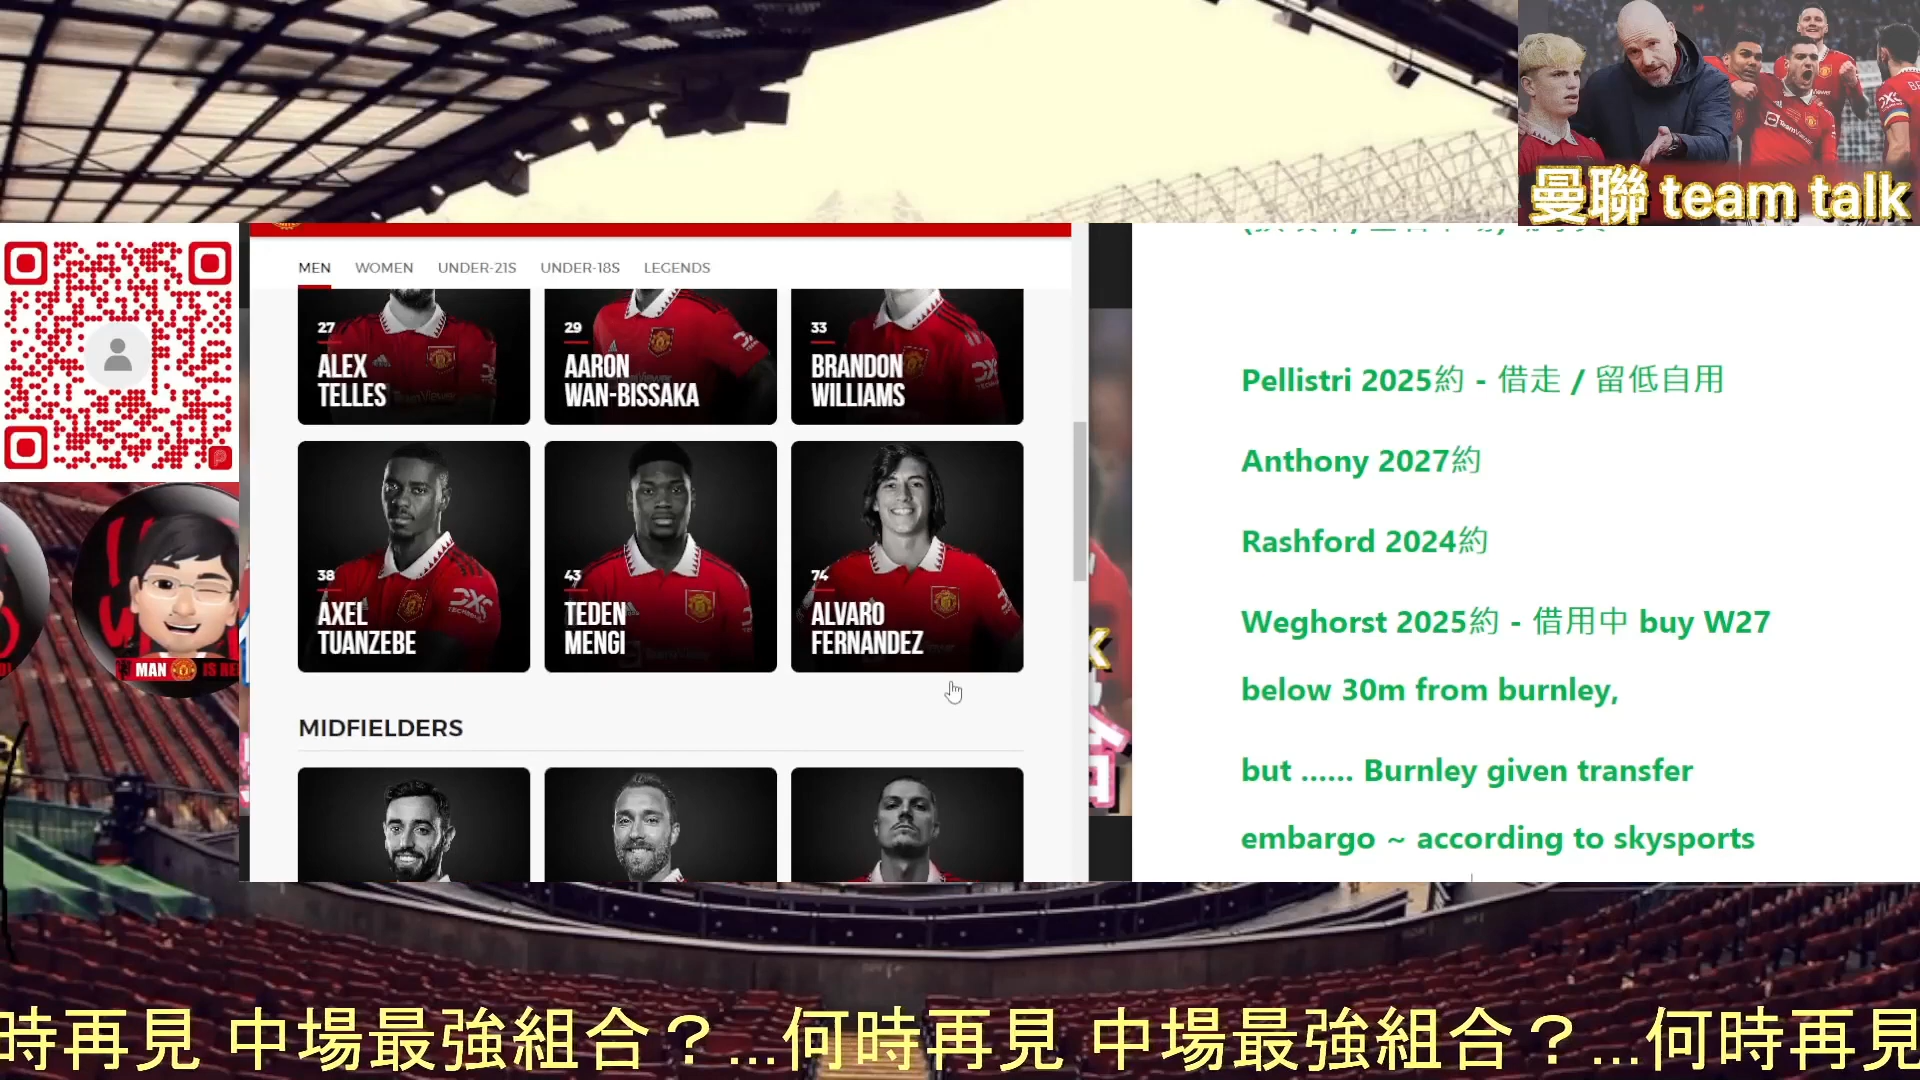 曼聯 team talk
MEN WOMEN UNDER-21S UNDER-18S LEGENDS
27
ALEX
TELLES
29
AARON
WAN-BISSAKA
33
BRANDON
WILLIAMS
38
AXEL
TUANZEBE
43
TEDEN
MENGI
74
ALVARO
FERNANDEZ
MIDFIELDERS
Pellistri 2025約 - 借走 / 留低自用
Anthony 2027約
Rashford 2024約
Weghorst 2025約 - 借用中 buy W27
below 30m from burnley,
but ...... Burnley given transfer
embargo ~ according to skysports
MAN IS RE
時再見 中場最強組合？...何時再見 中場最強組合？...何時再見